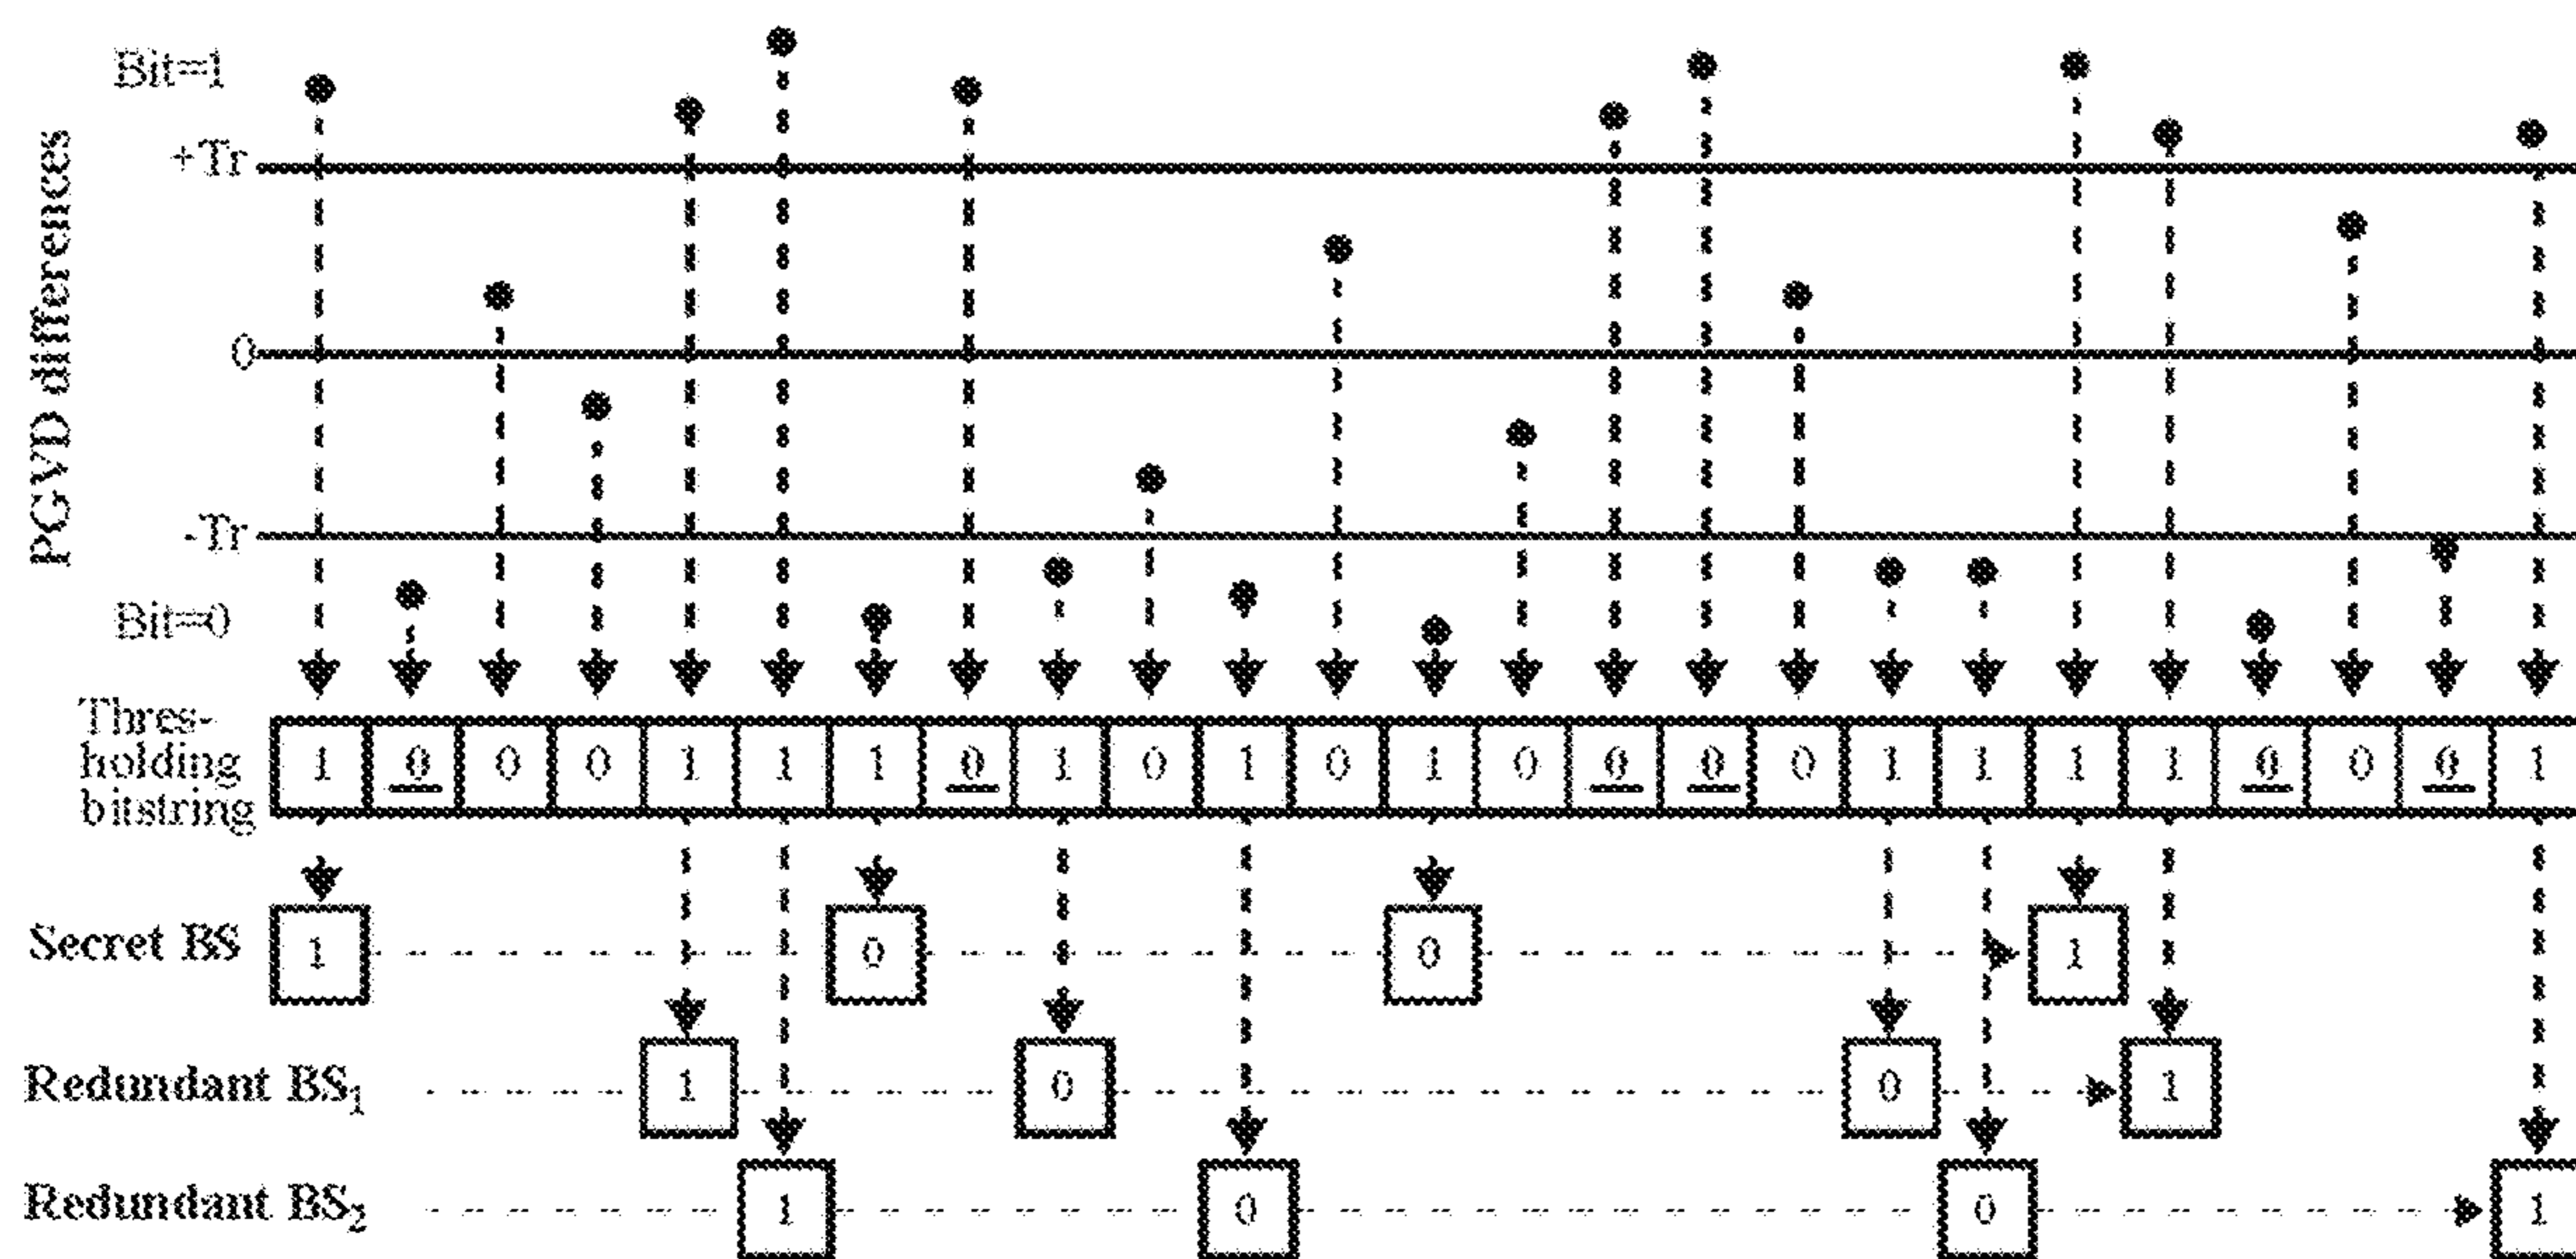 Bit=1
+Tr
PGVD differences
0
-Tr
Bit=0
Thres-
holding
bitstring
1 0 0 0 1 1 1 0 1 0 1 0 1 0 0 0 0 1 1 1 1 0 0 0 1
Secret BS 1 0 0 1
Redundant BS1 1 0 0 1
Redundant BS2 1 0 0 1